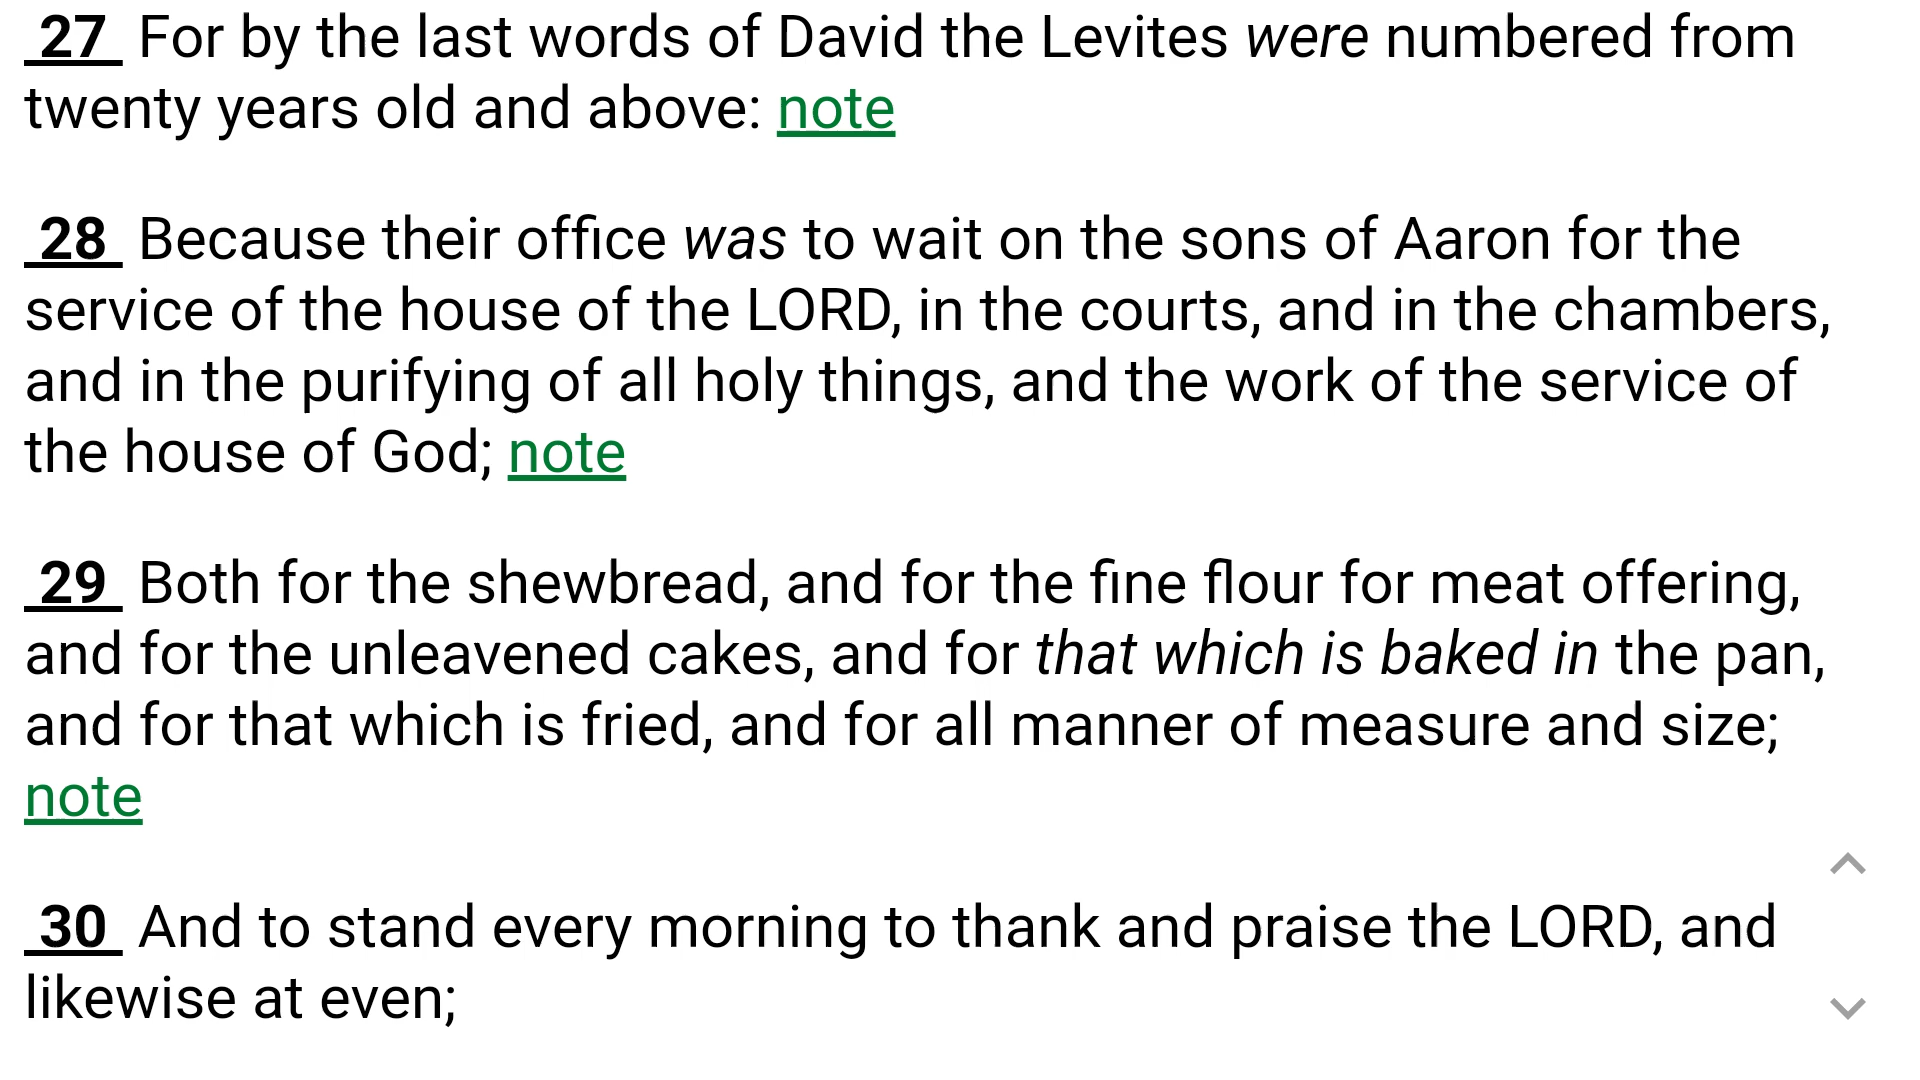 27 For by the last words of David the Levites were numbered from
twenty years old and above: note
28 Because their office was to wait on the sons of Aaron for the
service of the house of the LORD, in the courts, and in the chambers,
and in the purifying of all holy things, and the work of the service of
the house of God; note
29 Both for the shewbread, and for the fine flour for meat offering,
and for the unleavened cakes, and for that which is baked in the pan,
and for that which is fried, and for all manner of measure and size;
note
30 And to stand every morning to thank and praise the LORD, and
likewise at even;